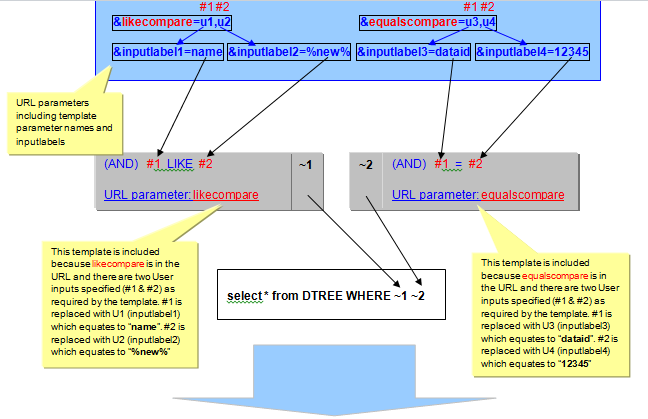 #1 #2
#1 #2
&likecompare=u1,u2
&equalscompare=u3,u4
&inputlabel1=name
&inputlabel2=%new%
&inputlabel3=dataid
&inputlabel4=12345
URL parameters
including template
parameter names and
inputlabels
(AND) #1 LIKE #2
~1
URL parameter: likecompare
~2
(AND) #1 = #2
URL parameter: equalscompare
This template is included
because likecompare is in the
URL and there are two User
inputs specified (#1 & #2) as
required by the template. #1 is
replaced with U1 (inputlabel1)
which equates to "name". #2 is
replaced with U2 (inputlabel2)
which equates to "%new%"
select * from DTREE WHERE ~1 ~2
This template is included
because equalscompare is in
the URL and there are two User
inputs specified (#1 & #2) as
required by the template. #1 is
replaced with U3 (inputlabel3)
which equates to "dataid". #2 is
replaced with U4 (inputlabel4)
which equates to "12345"